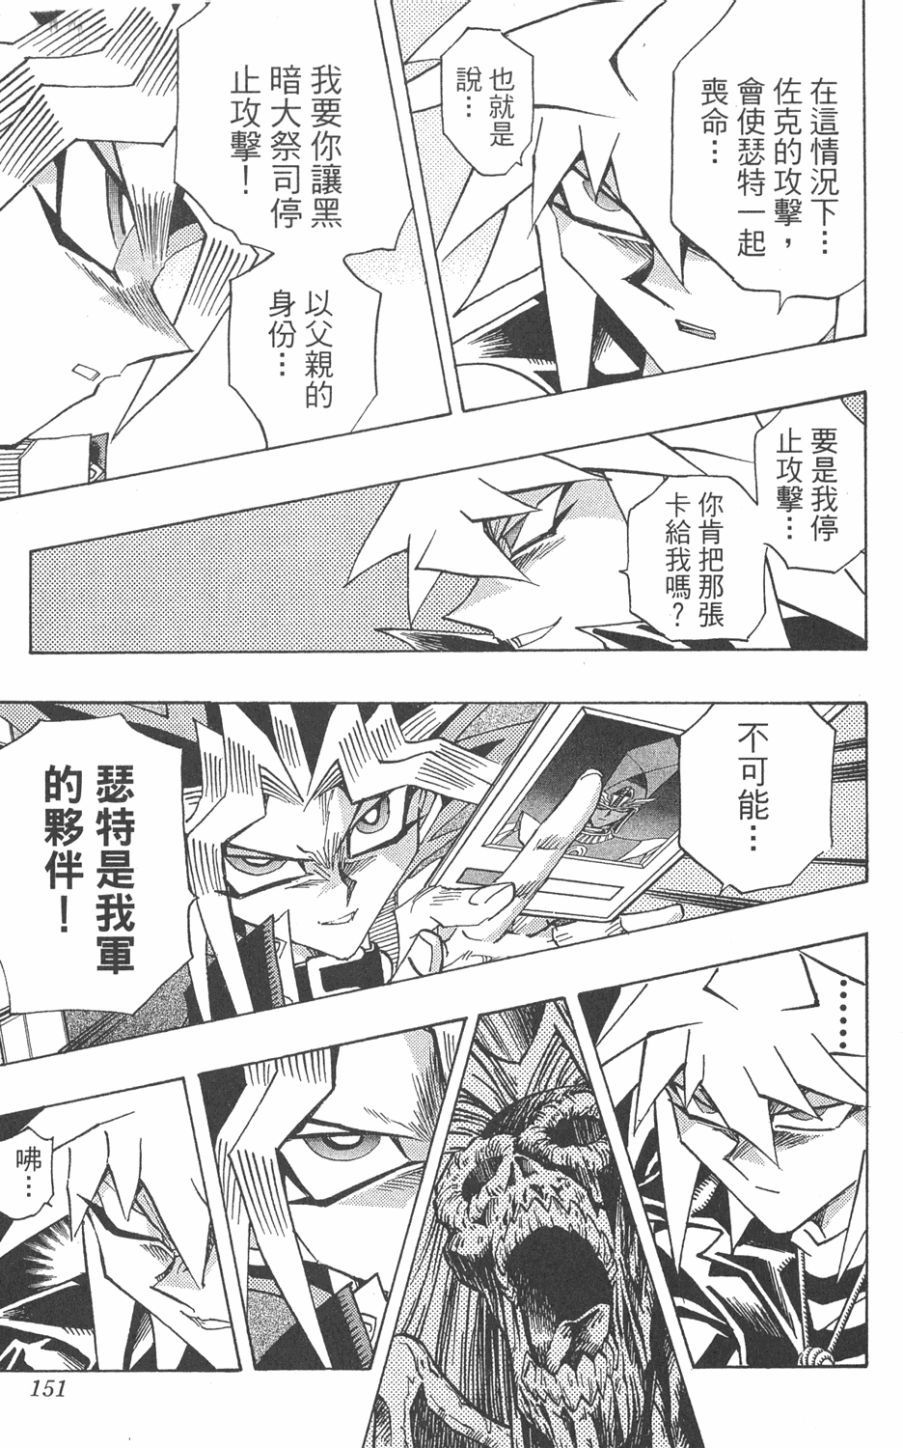 在這情況下…
佐克的攻擊，
會使瑟特一起
喪命…
也就是
說…
我要你讓黑
暗大祭司停
止攻擊！
以父親的
身份…
要是我停
止攻擊…
你肯把那張
卡給我嗎？
不可能…
瑟特是我軍
的夥伴！
……
咈…
151